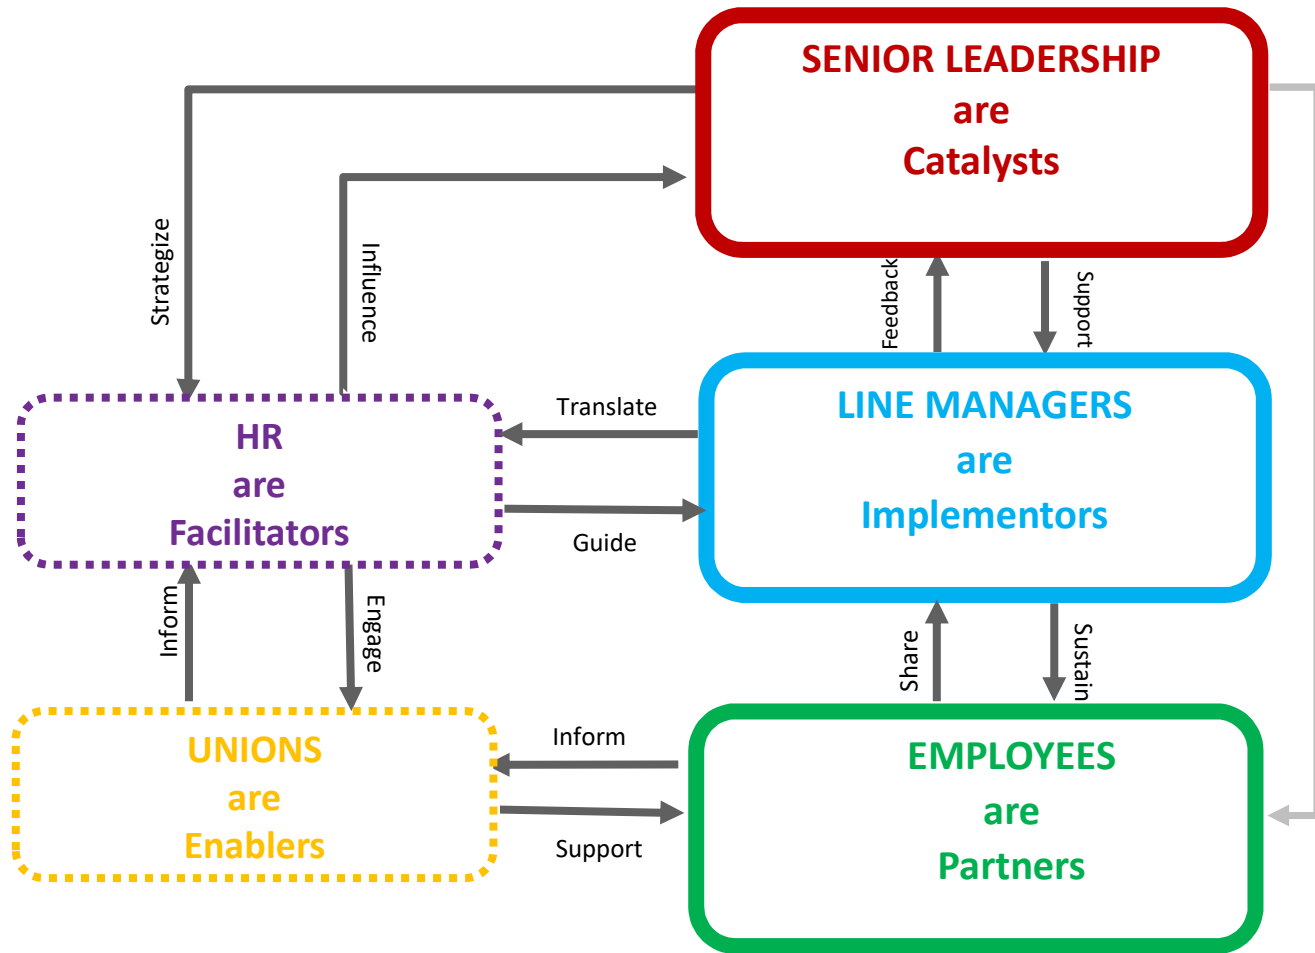 SENIOR LEADERSHIP
are
Catalysts
Strategize
Influence
Feedback
Support
HR
are
Facilitators
Translate
Guide
LINE MANAGERS
are
Implementors
Inform
Engage
Share
Sustain
UNIONS
are
Enablers
Inform
Support
EMPLOYEES
are
Partners